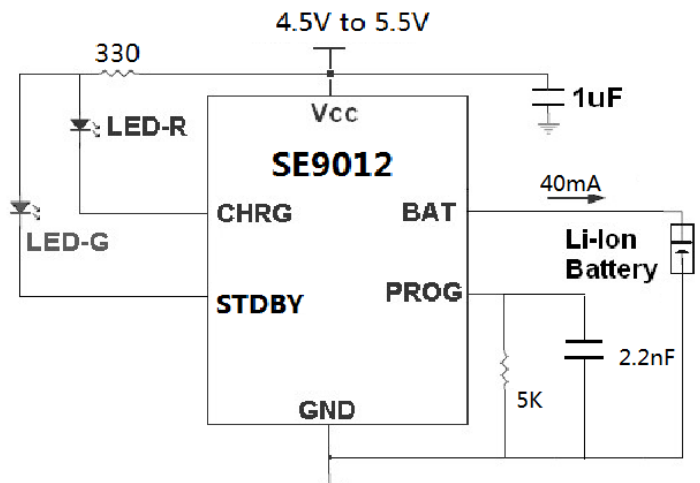 4.5V to 5.5V
330
Vcc
1uF
LED-R
SE9012
40mA
CHRG
BAT
LED-G
Li-Ion
Battery
STDBY
PROG
2.2nF
5K
GND